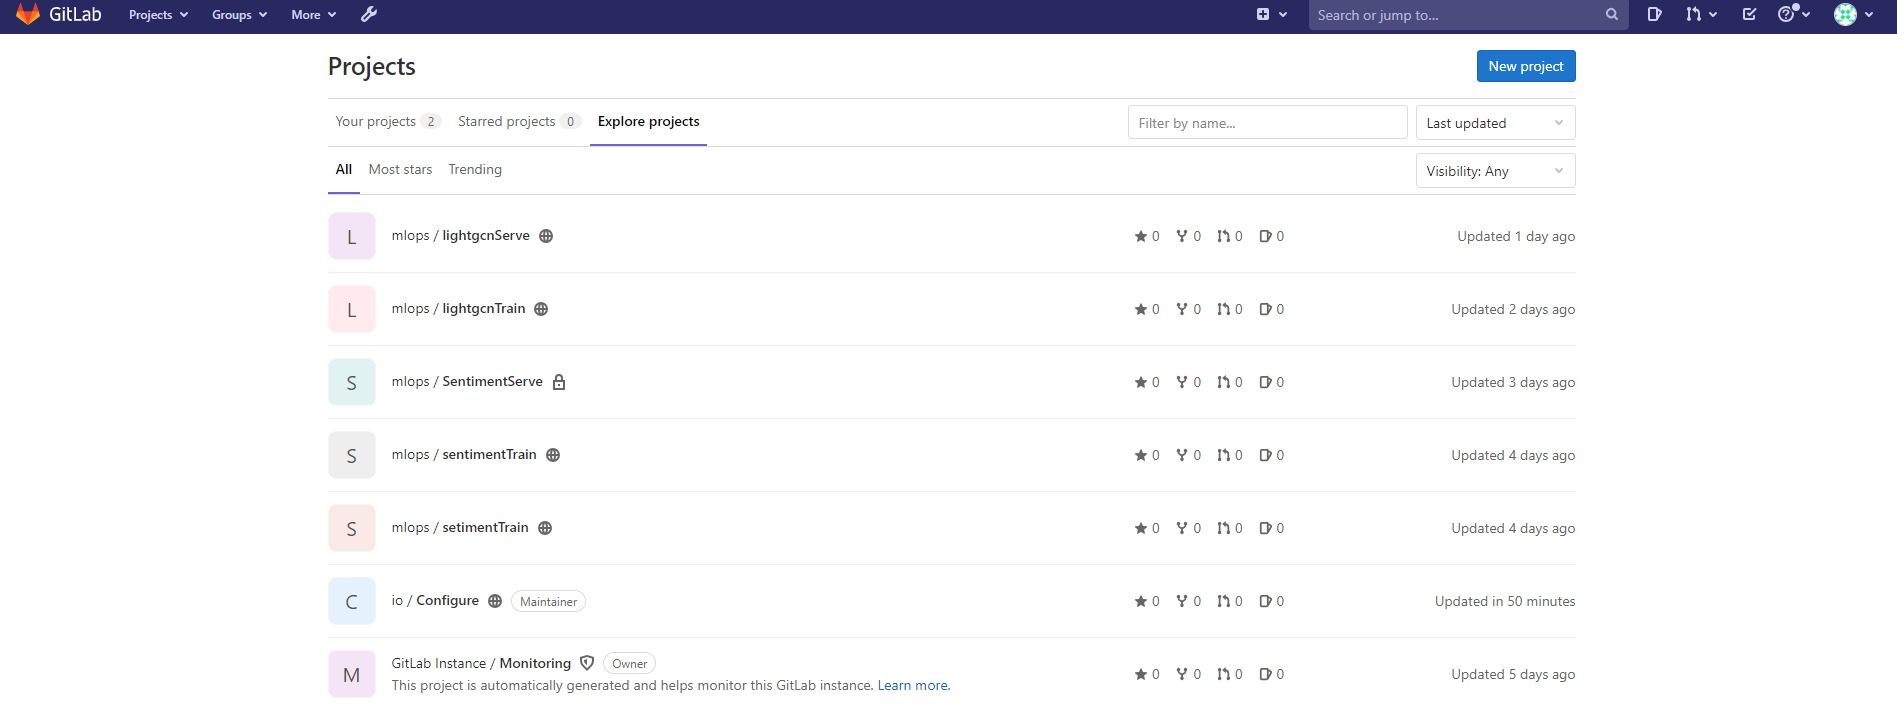 GitLab Projects Groups More Search or jump to...
Projects New project
Your projects 2 Starred projects 0 Explore projects Filter by name... Last updated
All Most stars Trending Visibility: Any
L mlops / lightgcnServe 0 0 0 0 Updated 1 day ago
L mlops / lightgcnTrain 0 0 0 0 Updated 2 days ago
S mlops / SentimentServe 0 0 0 0 Updated 3 days ago
S mlops / sentimentTrain 0 0 0 0 Updated 4 days ago
S mlops / setimentTrain 0 0 0 0 Updated 4 days ago
C io / Configure Maintainer 0 0 0 0 Updated in 50 minutes
M GitLab Instance / Monitoring Owner 0 0 0 0 Updated 5 days ago
This project is automatically generated and helps monitor this GitLab instance. Learn more.